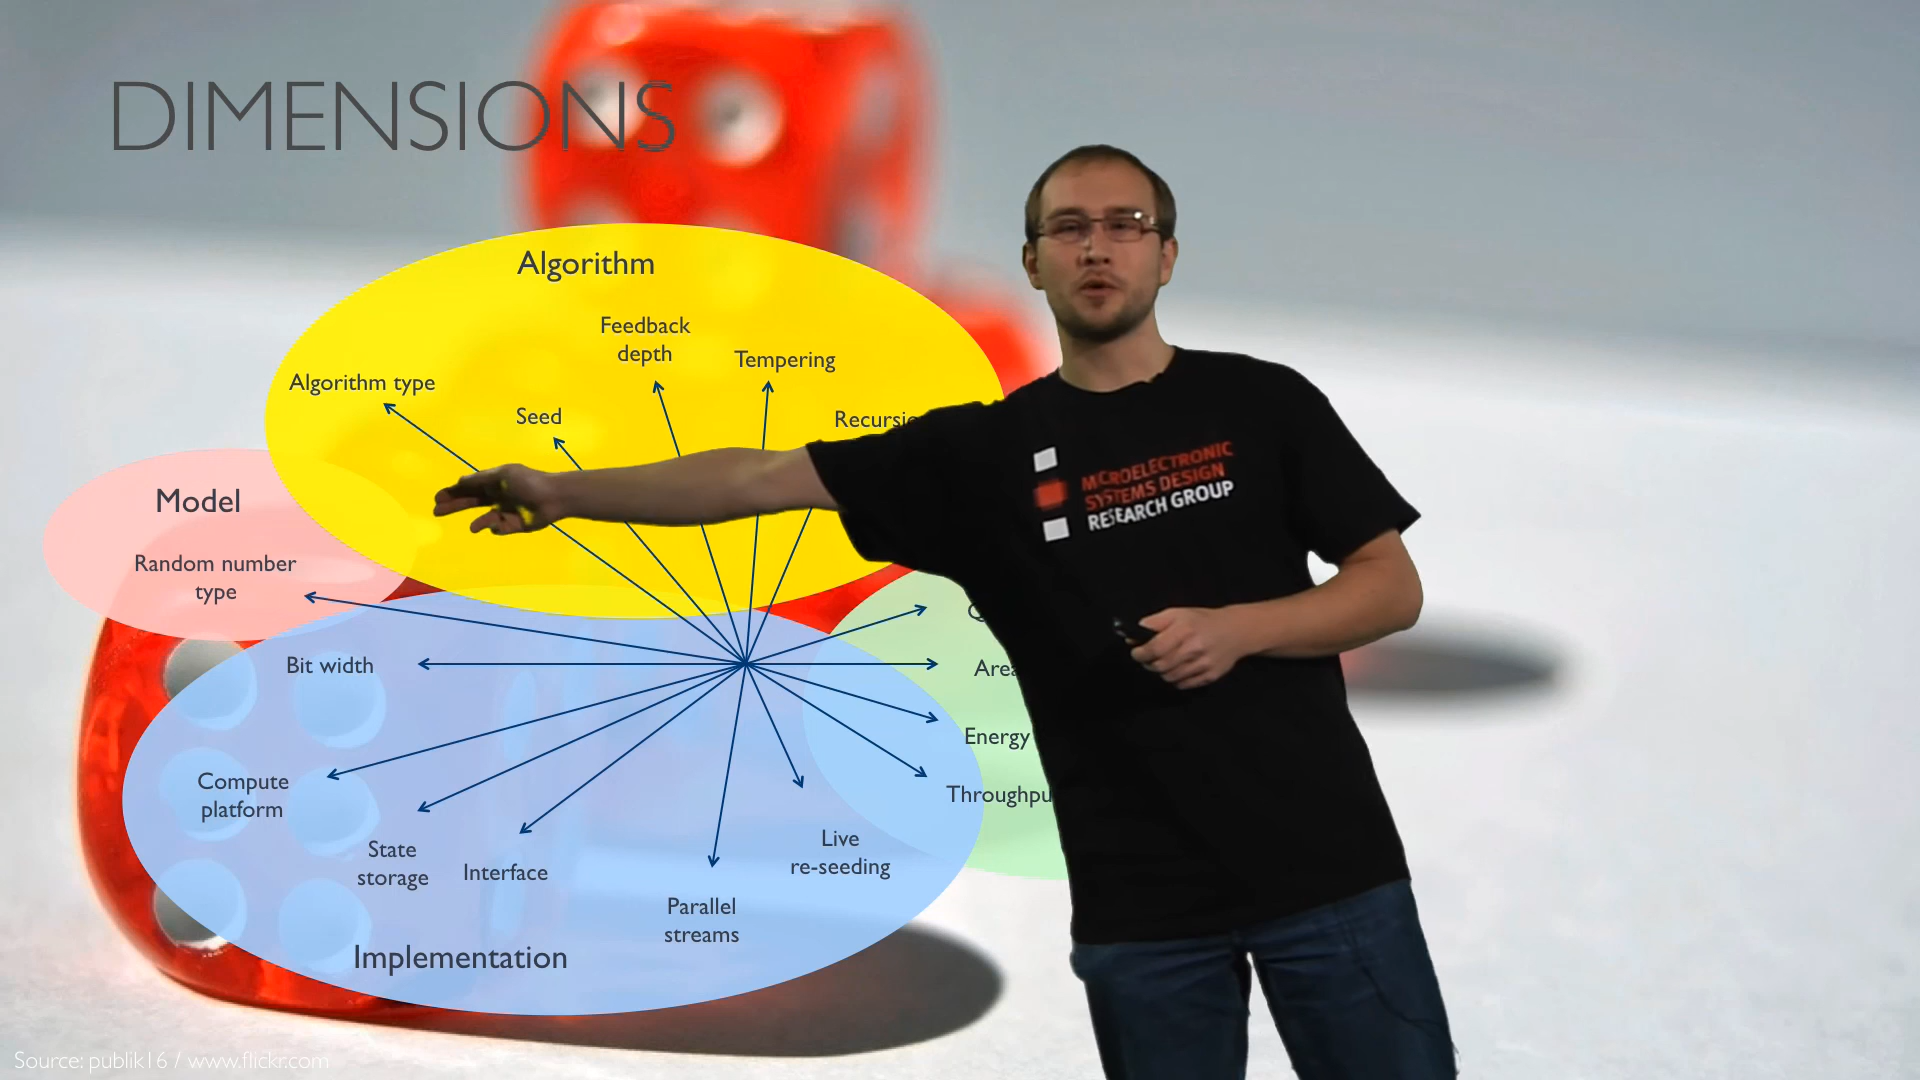 DIMENSIONS
Algorithm
Feedback
depth
Tempering
Algorithm type
Seed
Model
Random number
type
Bit width
Area
Energy
Compute
platform
State
storage
Interface
Live
re-seeding
Parallel
streams
Implementation
MICROELECTRONIC
SYSTEMS DESIGN
RESEARCH GROUP
Source: publik16 / www.flickr.com